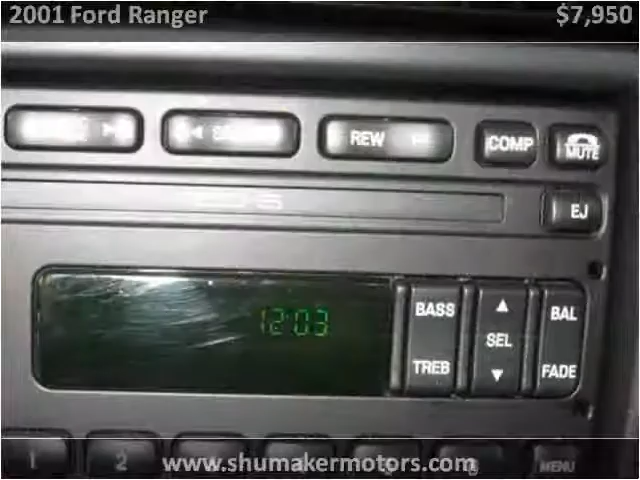 2001 Ford Ranger $7,950
REW
COMP
MUTE
EJ
12:03
BASS
TREB
SEL
BAL
FADE
1 2
MENU
www.shumakermotors.com